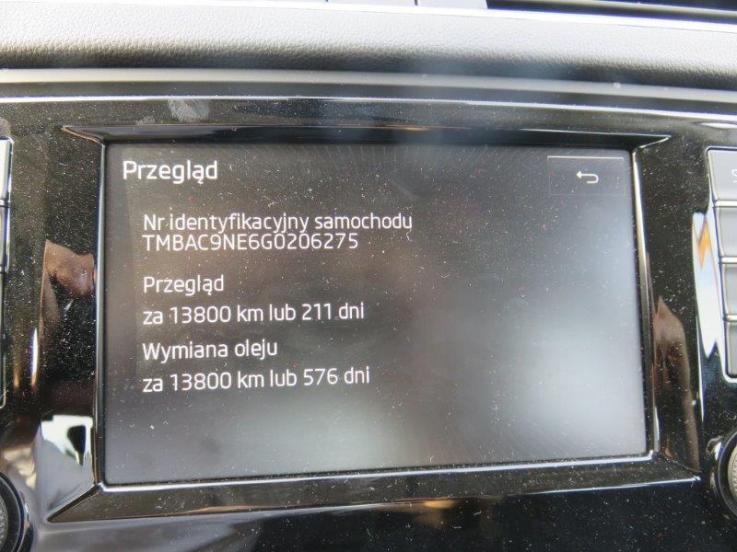 Przegląd
Nr identyfikacyjny samochodu
TMBAC9NE6G0206275
Przegląd
za 13800 km lub 211 dni
Wymiana oleju
za 13800 km lub 576 dni